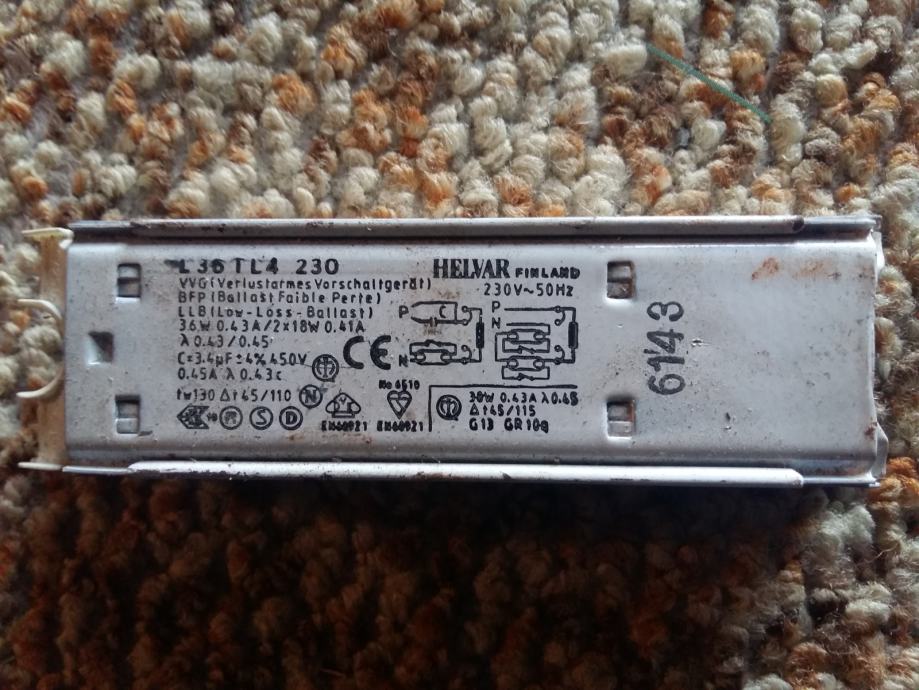 L 36 TL4 230
HELVAR FINLAND
230V~50Hz
VVG(Verlustarmes Vorschaltgerät)
BFP (Ballast Faible Perte)
LLB(Low-Loss-Ballast)
36W 0.43A/2x18W 0.41A
λ 0.43/0.45
C=3.4µF ±4% 450V
0.45A λ 0.43c
tw130 Δt45/110
P C
N
P
N
CE
N
S D
EN60921
No 6510
EN60921
38W 0.43A λ0.45
Δt45/115
G13 GR10q
6143